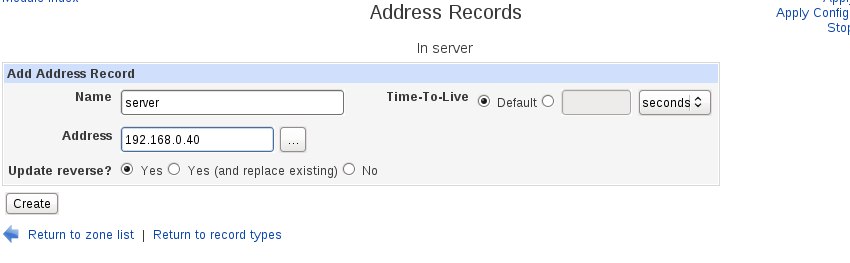 Module Index
Address Records
Apply Config
Stop
In server
Add Address Record
Name server Time-To-Live Default seconds
Address 192.168.0.40 ...
Update reverse? Yes Yes (and replace existing) No
Create
Return to zone list | Return to record types